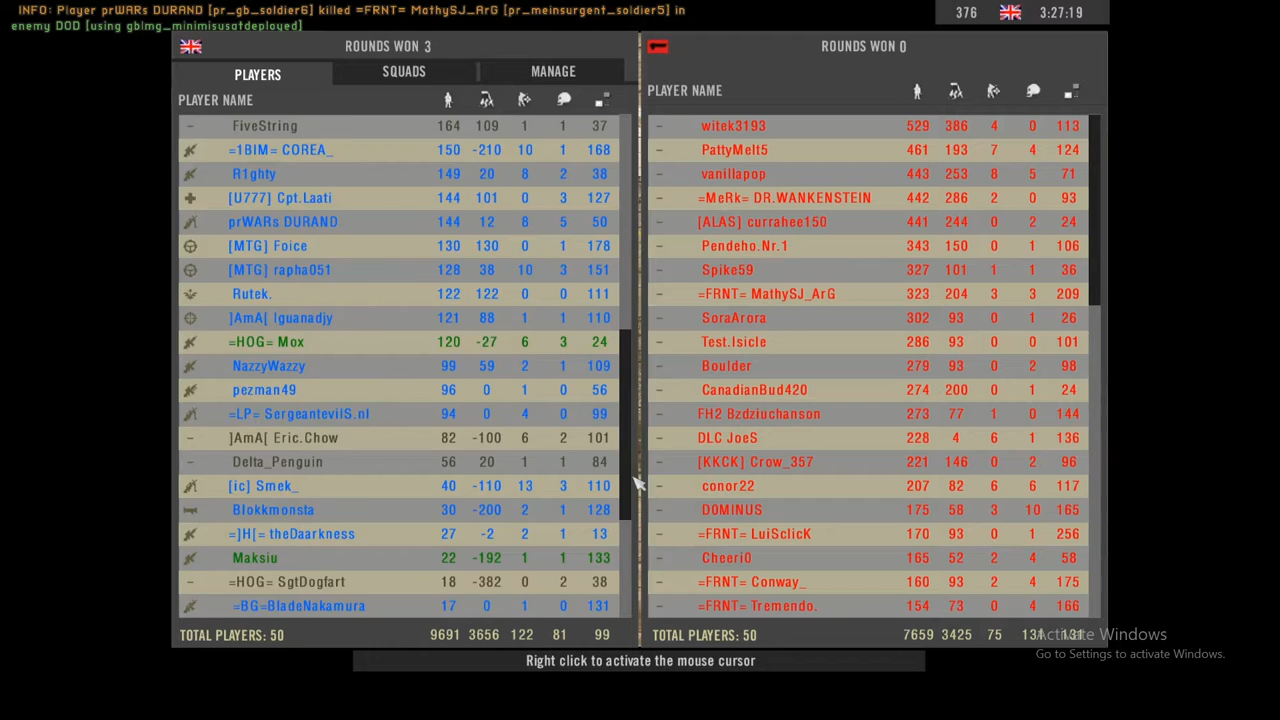 INFO: Player prWARs DURAND [pr_gb_soldier6] killed =FRNT= MathySJ_ArG [pr_meinsurgent_soldier5] in
enemy DOD [using gblmg_minimisusatdeployed]
376 3:27:19
ROUNDS WON 3
PLAYERS SQUADS MANAGE
PLAYER NAME
- FiveString 164 109 1 1 37
=1BIM= COREA_ 150 -210 10 1 168
R1ghty 149 20 8 2 38
[U777] Cpt.Laati 144 101 0 3 127
prWARs DURAND 144 12 8 5 50
[MTG] Foice 130 130 0 1 178
[MTG] rapha051 128 38 10 3 151
Rutek. 122 122 0 0 111
]AmA[ Iguanadjy 121 88 1 1 110
=HOG= Mox 120 -27 6 3 24
NazzyWazzy 99 59 2 1 109
pezman49 96 0 1 0 56
=LP= SergeantevilS.nl 94 0 4 0 99
- ]AmA[ Eric.Chow 82 -100 6 2 101
- Delta_Penguin 56 20 1 1 84
[ic] Smek_ 40 -110 13 3 110
Blokkmonsta 30 -200 2 1 128
=]H[= theDaarkness 27 -2 2 1 13
Maksiu 22 -192 1 1 133
- =HOG= SgtDogfart 18 -382 0 2 38
=BG=BladeNakamura 17 0 1 0 131
TOTAL PLAYERS: 50 9691 3656 122 81 99
ROUNDS WON 0
PLAYER NAME
- witek3193 529 386 4 0 113
- PattyMelt5 461 193 7 4 124
- vanillapop 443 253 8 5 71
- =MeRk= DR.WANKENSTEIN 442 286 2 0 93
- [ALAS] currahee150 441 244 0 2 24
- Pendeho.Nr.1 343 150 0 1 106
- Spike59 327 101 1 1 36
- =FRNT= MathySJ_ArG 323 204 3 3 209
- SoraArora 302 93 0 1 26
- Test.Isicle 286 93 0 0 101
- Boulder 279 93 0 2 98
- CanadianBud420 274 200 0 1 24
- FH2 Bzdziuchanson 273 77 1 0 144
- DLC JoeS 228 4 6 1 136
- [KKCK] Crow_357 221 146 0 2 96
- conor22 207 82 6 6 117
- D0MINUS 175 58 3 10 165
- =FRNT= LuiSclicK 170 93 0 1 256
- Cheeri0 165 52 2 4 58
- =FRNT= Conway_ 160 93 2 4 175
- =FRNT= Tremendo. 154 73 0 4 166
TOTAL PLAYERS: 50 7659 3425 75
Activate Windows
Go to Settings to activate Windows.
Right click to activate the mouse cursor